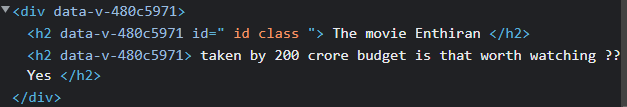 ▼<div data-v-480c5971>
<h2 data-v-480c5971 id=" id class "> The movie Enthiran </h2>
<h2 data-v-480c5971> taken by 200 crore budget is that worth watching ??
Yes </h2>
</div>